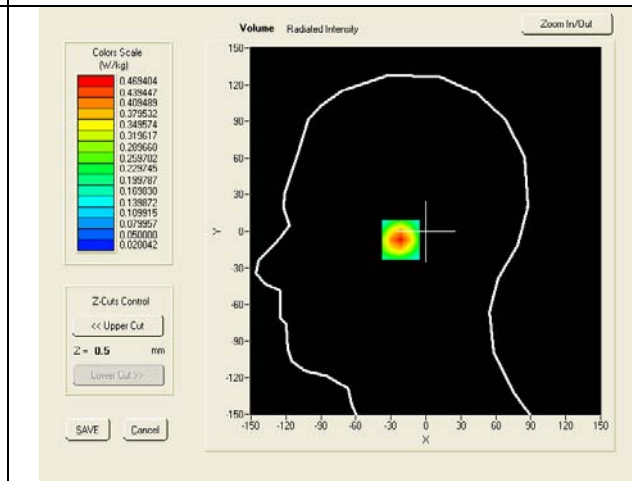 Volume Radiated Intensity
Zoom In/Out
Colors Scale
(W/kg)
0.469404
0.439447
0.409489
0.379532
0.349574
0.319617
0.289660
0.259702
0.229745
0.199787
0.169830
0.139872
0.109915
0.079957
0.050000
0.020042
Z-Cuts Control
<< Upper Cut
Z = 0.5 mm
Lower Cut >>
SAVE Cancel
150-
120-
90-
60-
30-
0-
-30-
-60-
-90-
-120-
-150-
Y
-150 -120 -90 -60 -30 0 30 60 90 120 150
X